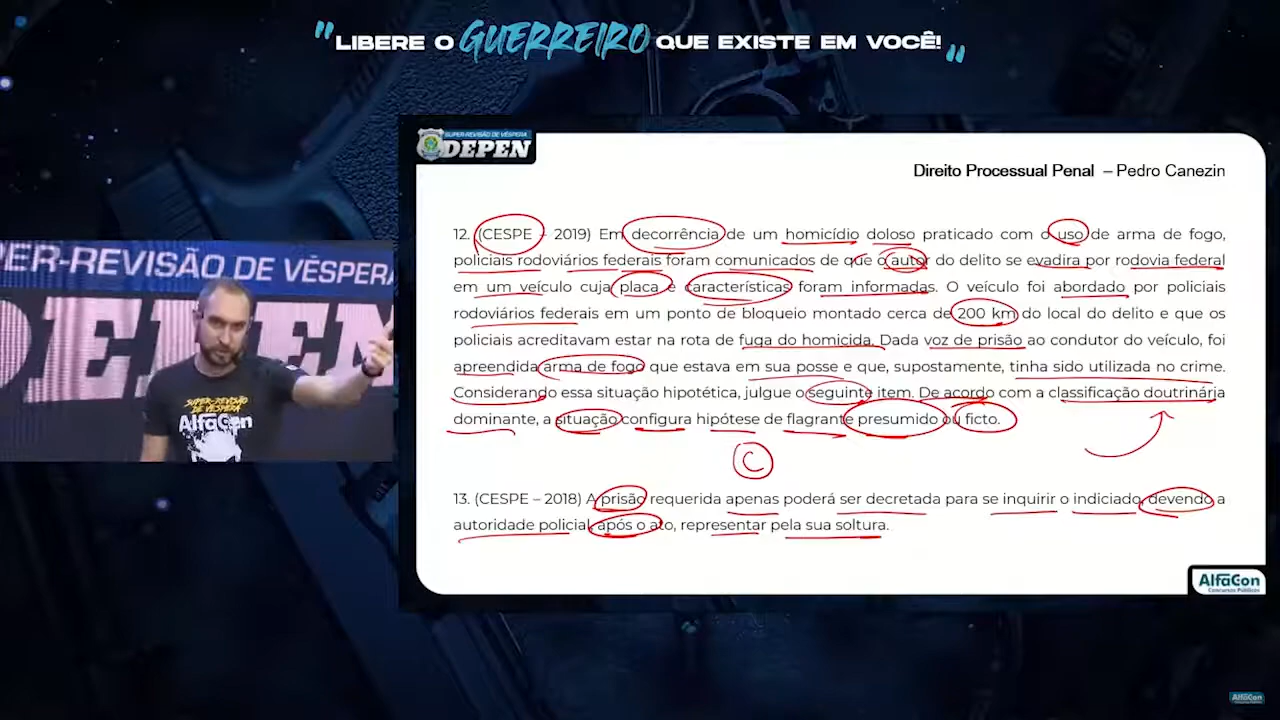 "LIBERE O GUERREIRO QUE EXISTE EM VOCÊ!"
SUPER-REVISÃO DE VÉSPERA
DEPEN
Direito Processual Penal – Pedro Canezin
12. (CESPE – 2019) Em decorrência de um homicídio doloso praticado com o uso de arma de fogo,
policiais rodoviários federais foram comunicados de que o autor do delito se evadira por rodovia federal
em um veículo cuja placa e características foram informadas. O veículo foi abordado por policiais
rodoviários federais em um ponto de bloqueio montado cerca de 200 km do local do delito e que os
policiais acreditavam estar na rota de fuga do homicida. Dada voz de prisão ao condutor do veículo, foi
apreendida arma de fogo que estava em sua posse e que, supostamente, tinha sido utilizada no crime.
Considerando essa situação hipotética, julgue o seguinte item. De acordo com a classificação doutrinária
dominante, a situação configura hipótese de flagrante presumido ou ficto.
C
13. (CESPE – 2018) A prisão requerida apenas poderá ser decretada para se inquirir o indiciado, devendo a
autoridade policial, após o ato, representar pela sua soltura.
AlfaCon
Concursos Públicos
ER-REVISÃO DE VÉSPERA
DEPEN
SUPER-REVISÃO
DE VÉSPERA
AlfaCon
AlfaCon